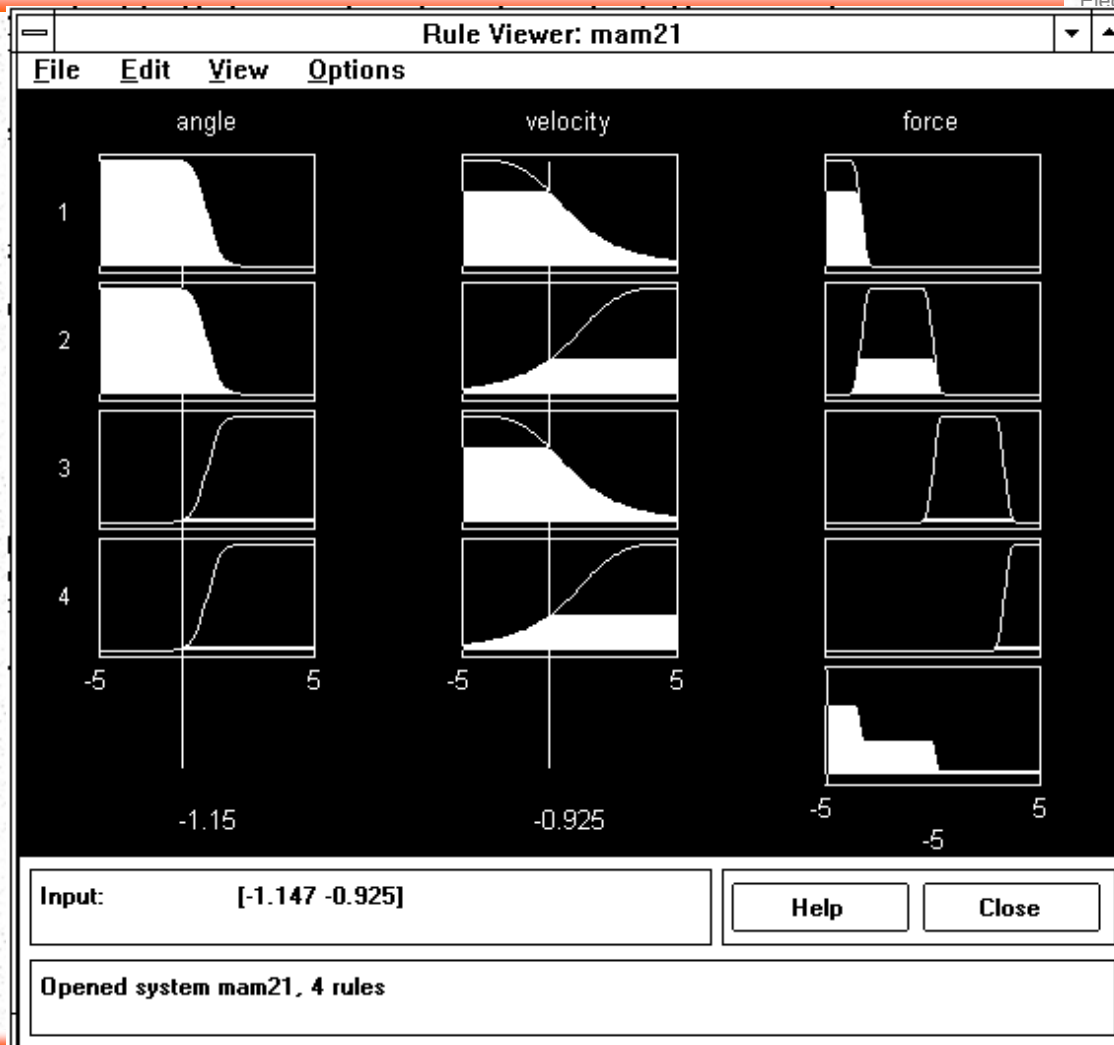 Rule Viewer: mam21
File Edit View Options
angle velocity force
1
2
3
4
-5 5 -5 5
-5 5
-1.15 -0.925 -5
Input: [-1.147 -0.925]
Help Close
Opened system mam21, 4 rules